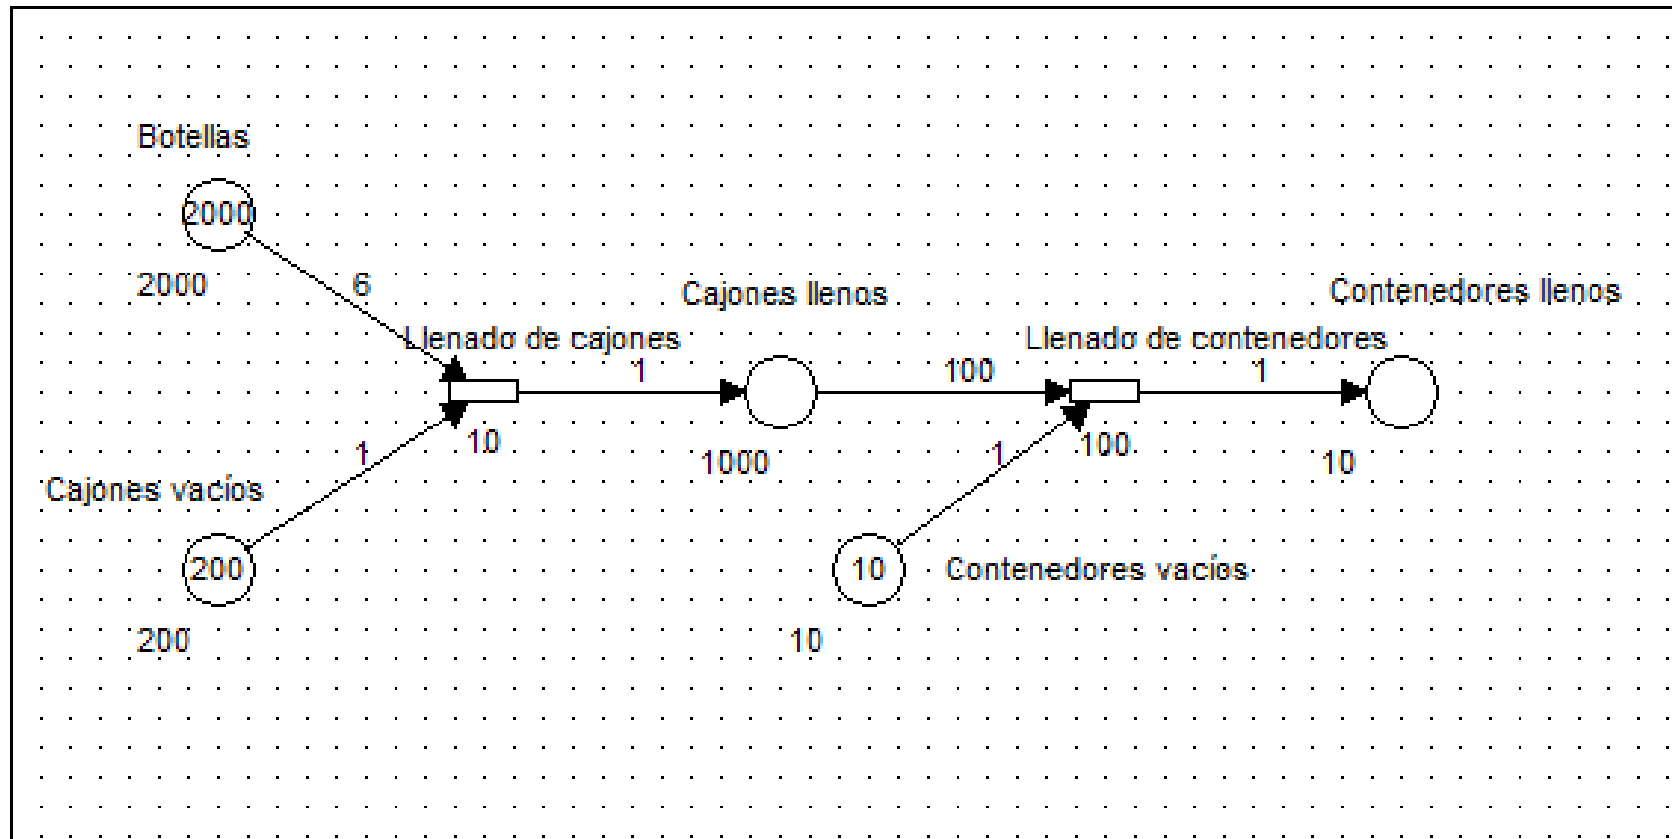 Botellas
2000
2000
6
Cajones llenos
Contenedores llenos
Llenado de cajones
Llenado de contenedores
1
100
1
10
1000
100
10
1
1
Cajones vacíos
200
10
Contenedores vacíos
200
10